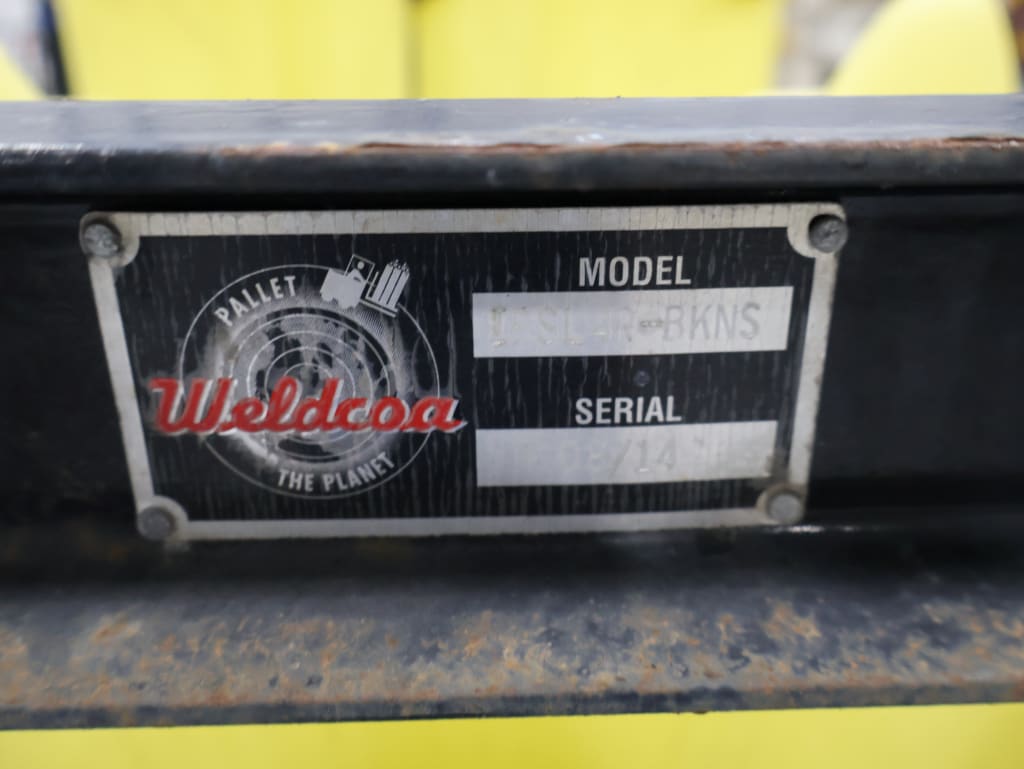 PALLET
Weldcoa
THE PLANET
MODEL
SERIAL